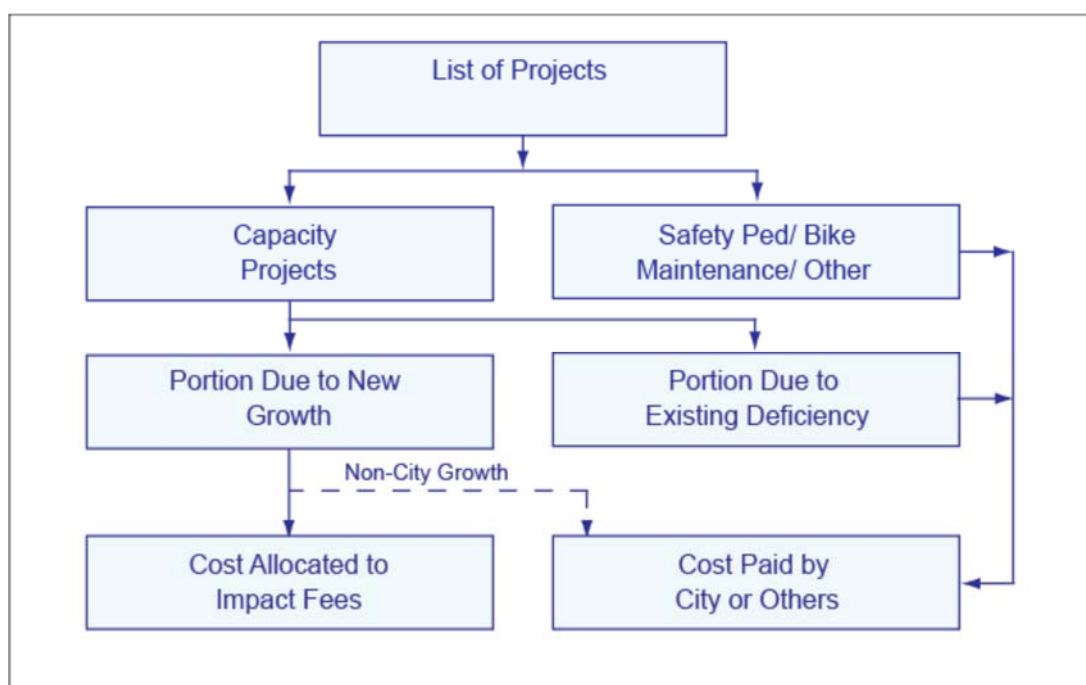 List of Projects
Capacity
Projects
Safety Ped/ Bike
Maintenance/ Other
Portion Due to New
Growth
Portion Due to
Existing Deficiency
Non-City Growth
Cost Allocated to
Impact Fees
Cost Paid by
City or Others